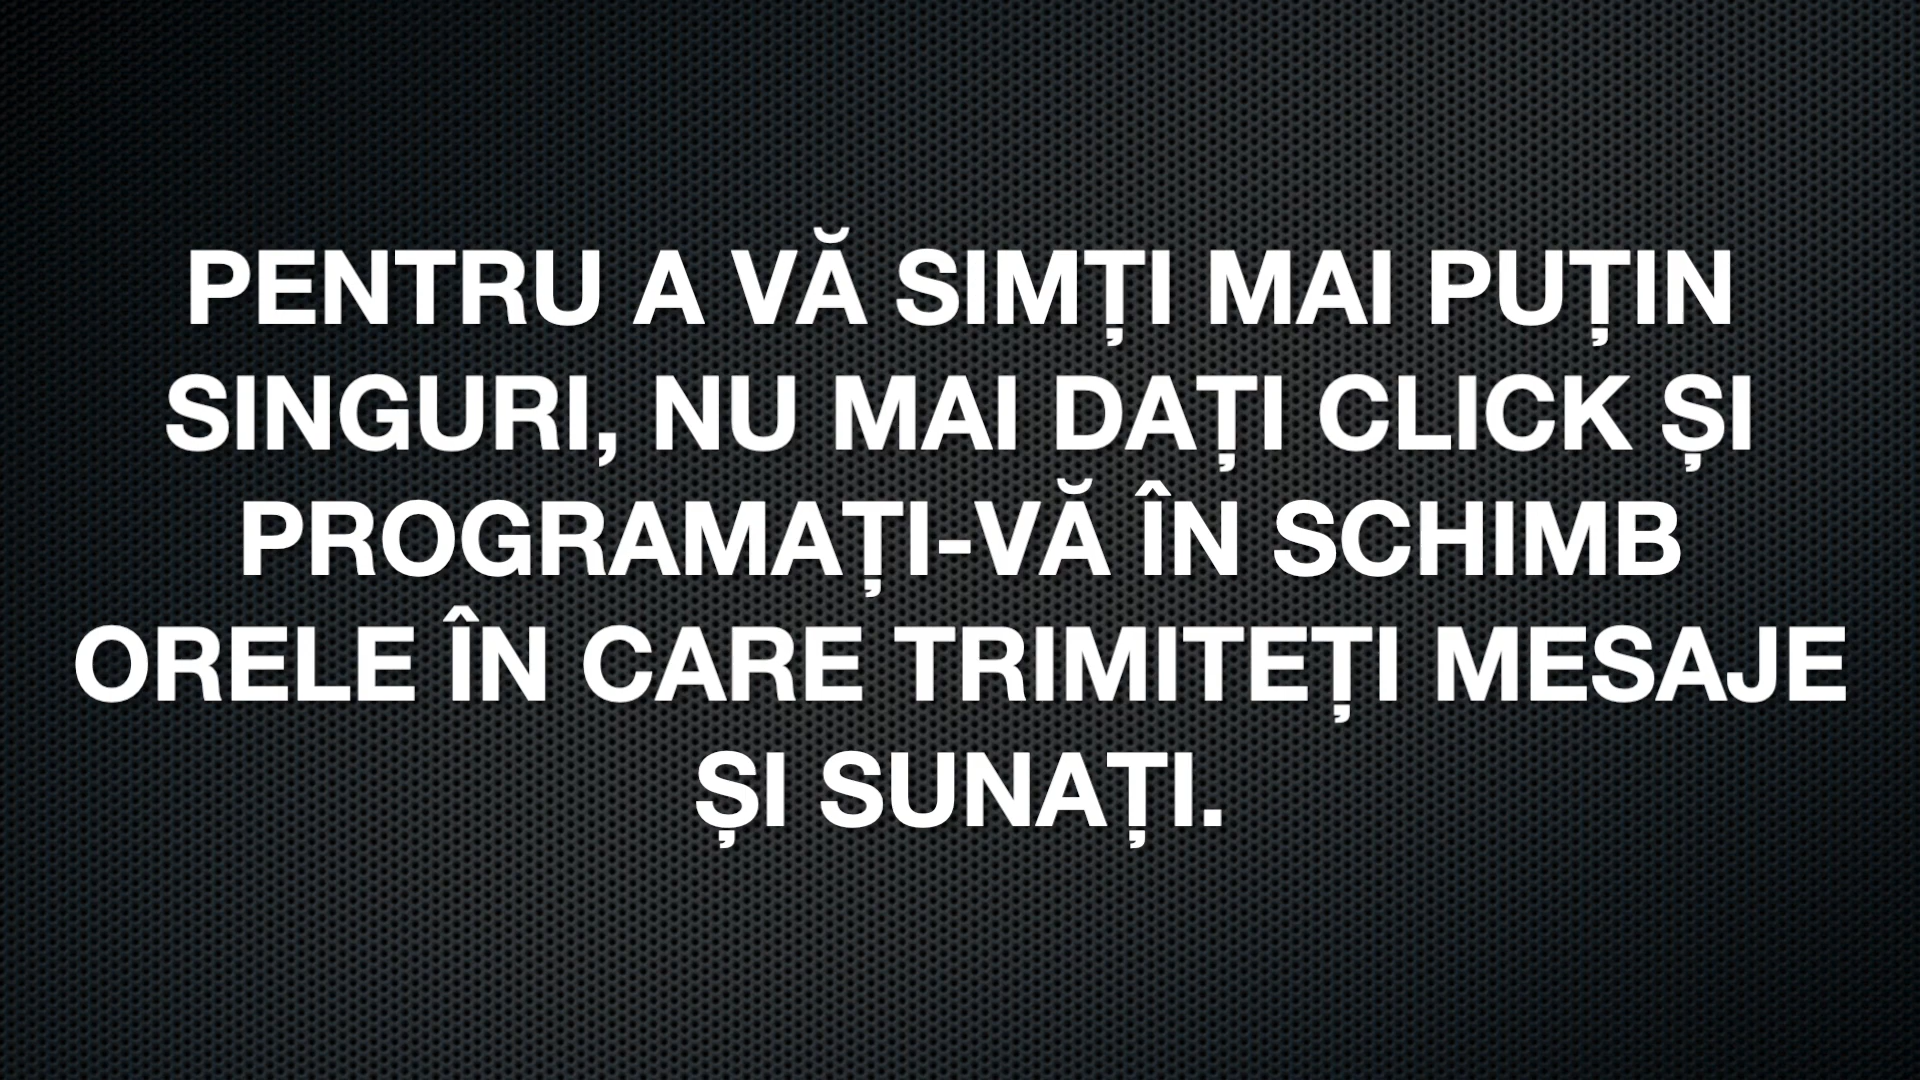 PENTRU A VĂ SIMȚI MAI PUȚIN
SINGURI, NU MAI DAȚI CLICK ȘI
PROGRAMAȚI-VĂ ÎN SCHIMB
ORELE ÎN CARE TRIMITEȚI MESAJE
ȘI SUNAȚI.